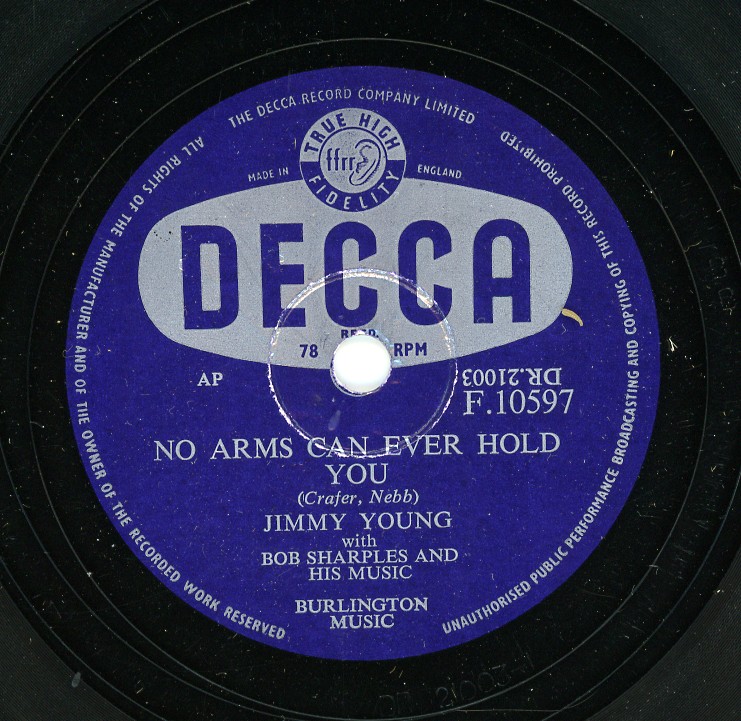 THE DECCA RECORD COMPANY LIMITED
ALL RIGHTS OF THE MANUFACTURER AND OF THE OWNER OF THE RECORDED WORK RESERVED
UNAUTHORISED PUBLIC PERFORMANCE BROADCASTING AND COPYING OF THIS RECORD PROHIBITED
TRUE HIGH
ffrr
FIDELITY
MADE IN ENGLAND
DECCA
REGD
78 RPM
AP
DR.21003
F.10597
NO ARMS CAN EVER HOLD
YOU
(Crafer, Nebb)
JIMMY YOUNG
with
BOB SHARPLES AND
HIS MUSIC
BURLINGTON
MUSIC